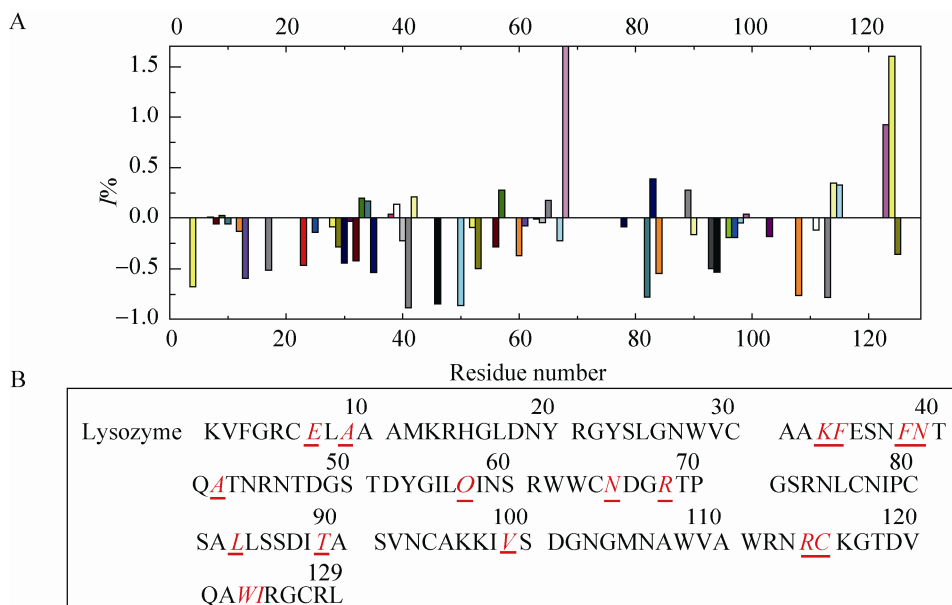 A
0 20 40 60 80 100 120
1.5
1.0
0.5
0.0
−0.5
−1.0
I%
0 20 40 60 80 100 120
Residue number
B
10 20 30 40
Lysozyme KVFGRCELAA AMKRHGLDNY RGYSLGNWVC AAKFESNFNT
50 60 70 80
QATNRNTDGS TDYGILOINS RWWCNDGRTP GSRNLCNIPC
90 100 110 120
SALLSSDITA SVNCAKKIVS DGNGMNAWVA WRNRCKGTDV
129
QAWIRGCRL